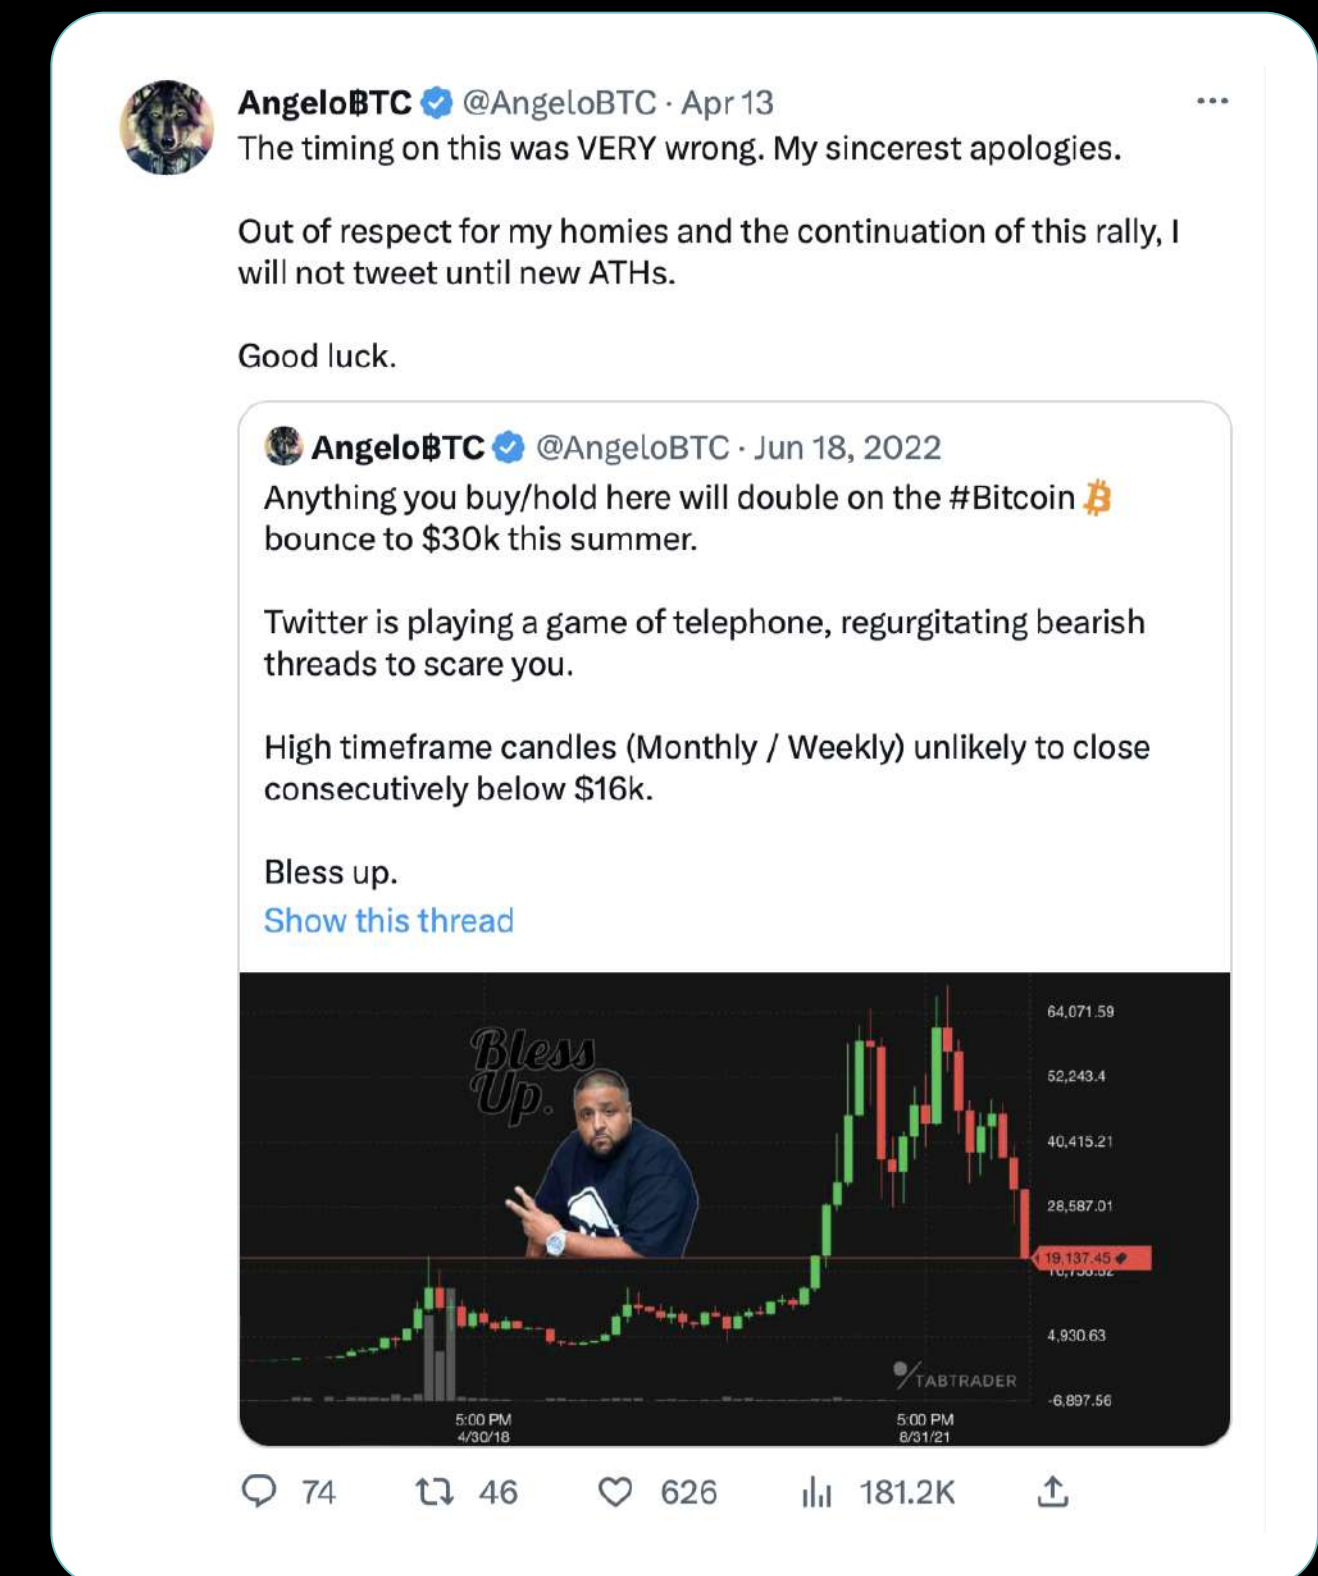 Angelo₿TC @AngeloBTC · Apr 13
The timing on this was VERY wrong. My sincerest apologies.
Out of respect for my homies and the continuation of this rally, I
will not tweet until new ATHs.
Good luck.
Angelo₿TC @AngeloBTC · Jun 18, 2022
Anything you buy/hold here will double on the #Bitcoin
bounce to $30k this summer.
Twitter is playing a game of telephone, regurgitating bearish
threads to scare you.
High timeframe candles (Monthly / Weekly) unlikely to close
consecutively below $16k.
Bless up.
Show this thread
Bless
Up.
64,071.59
52,243.4
40,415.21
28,587.01
19,137.45
4,930.63
TABTRADER
-6,897.56
5:00 PM 5:00 PM
4/30/18 8/31/21
74 46 626 181.2K